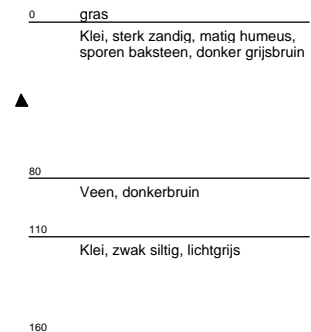 0 gras
Klei, sterk zandig, matig humeus,
sporen baksteen, donker grijsbruin
80
Veen, donkerbruin
110
Klei, zwak siltig, lichtgrijs
160